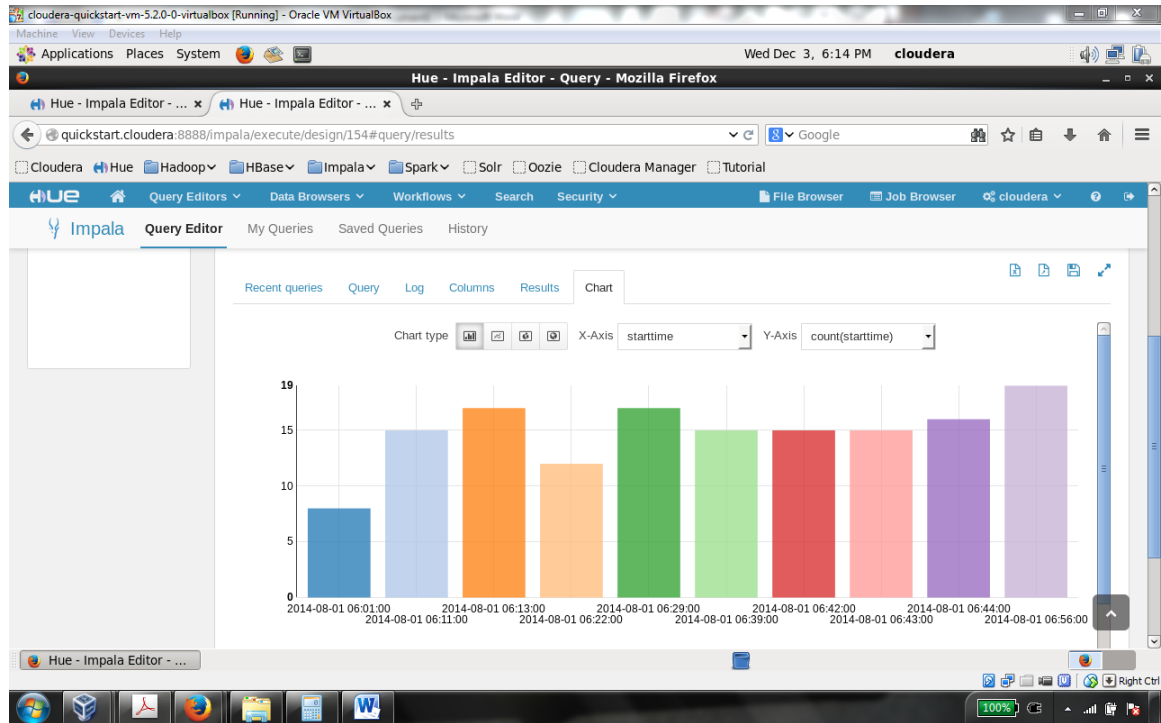 cloudera-quickstart-vm-5.2.0-0-virtualbox [Running] - Oracle VM VirtualBox
Machine View Devices Help
Applications Places System Wed Dec 3, 6:14 PM cloudera
Hue - Impala Editor - Query - Mozilla Firefox
Hue - Impala Editor - ... Hue - Impala Editor - ...
quickstart.cloudera:8888/impala/execute/design/154#query/results Google
Cloudera Hue Hadoop HBase Impala Spark Solr Oozie Cloudera Manager Tutorial
HUE Query Editors Data Browsers Workflows Search Security File Browser Job Browser cloudera
Impala Query Editor My Queries Saved Queries History
Recent queries Query Log Columns Results Chart
Chart type X-Axis starttime Y-Axis count(starttime)
19
15
10
5
0
2014-08-01 06:01:00 2014-08-01 06:13:00 2014-08-01 06:29:00 2014-08-01 06:42:00 2014-08-01 06:44:00
2014-08-01 06:11:00 2014-08-01 06:22:00 2014-08-01 06:39:00 2014-08-01 06:43:00 2014-08-01 06:56:00
Hue - Impala Editor - ...
Right Ctrl
100%